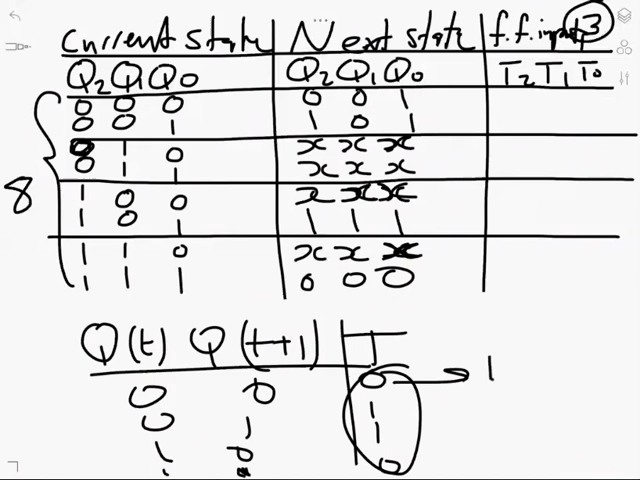 Current State Next state f.f. input 3
Q2 Q1 Q0 Q2 Q1 Q0 T2 T1 T0
0 0 0 0 0 1
0 0 1 1 0 1
0 1 0 x x x
0 1 1 x x x
8
1 0 0 x x x
1 0 1 1 1 1
1 1 0 x x x
1 1 1 0 0 0
Q(t) Q(t+1) T
0 0 0 → 1
0 1 1
1 0 1
1 0